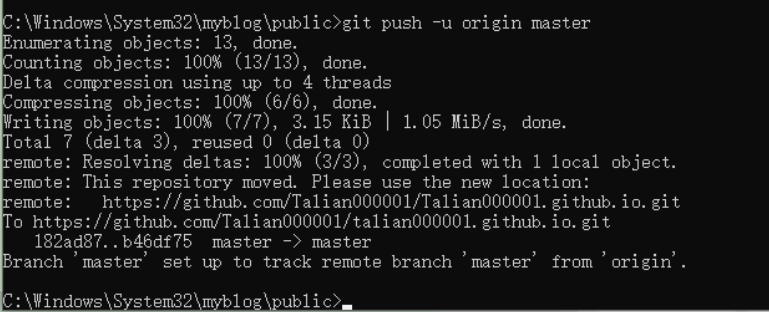 C:\Windows\System32\myblog\public>git push -u origin master
Enumerating objects: 13, done.
Counting objects: 100% (13/13), done.
Delta compression using up to 4 threads
Compressing objects: 100% (6/6), done.
Writing objects: 100% (7/7), 3.15 KiB | 1.05 MiB/s, done.
Total 7 (delta 3), reused 0 (delta 0)
remote: Resolving deltas: 100% (3/3), completed with 1 local object.
remote: This repository moved. Please use the new location:
remote:   https://github.com/Talian000001/Talian000001.github.io.git
To https://github.com/Talian000001/talian000001.github.io.git
   182ad87..b46df75  master -> master
Branch 'master' set up to track remote branch 'master' from 'origin'.
C:\Windows\System32\myblog\public>